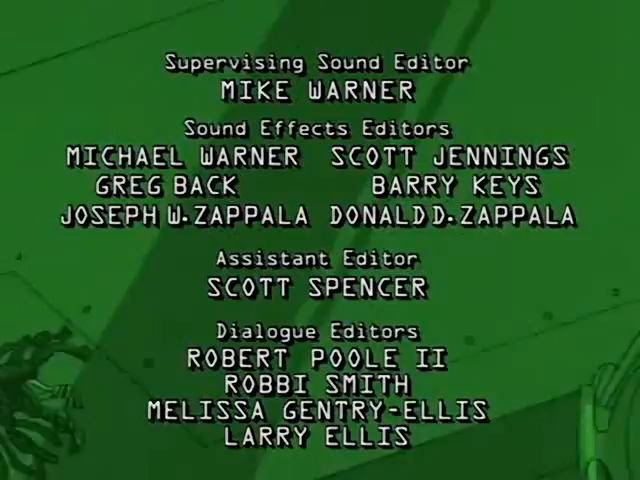 Supervising Sound Editor
MIKE WARNER
Sound Effects Editors
MICHAEL WARNER SCOTT JENNINGS
GREG BACK BARRY KEYS
JOSEPH W. ZAPPALA DONALD D. ZAPPALA
Assistant Editor
SCOTT SPENCER
Dialogue Editors
ROBERT POOLE II
ROBBI SMITH
MELISSA GENTRY-ELLIS
LARRY ELLIS